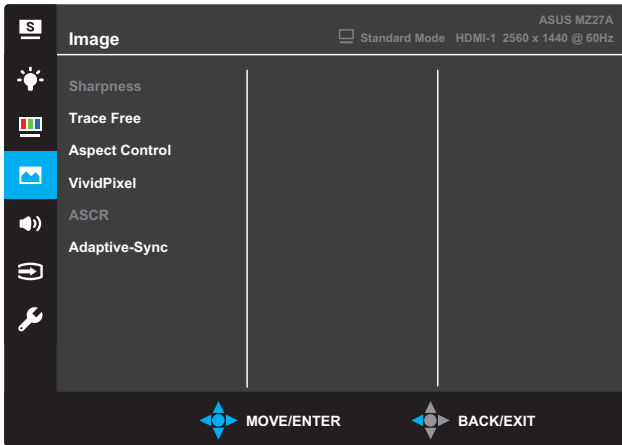 S
ASUS MZ27A
Image
Standard Mode HDMI-1 2560 x 1440 @ 60Hz
Sharpness
Trace Free
Aspect Control
VividPixel
ASCR
Adaptive-Sync
MOVE/ENTER BACK/EXIT